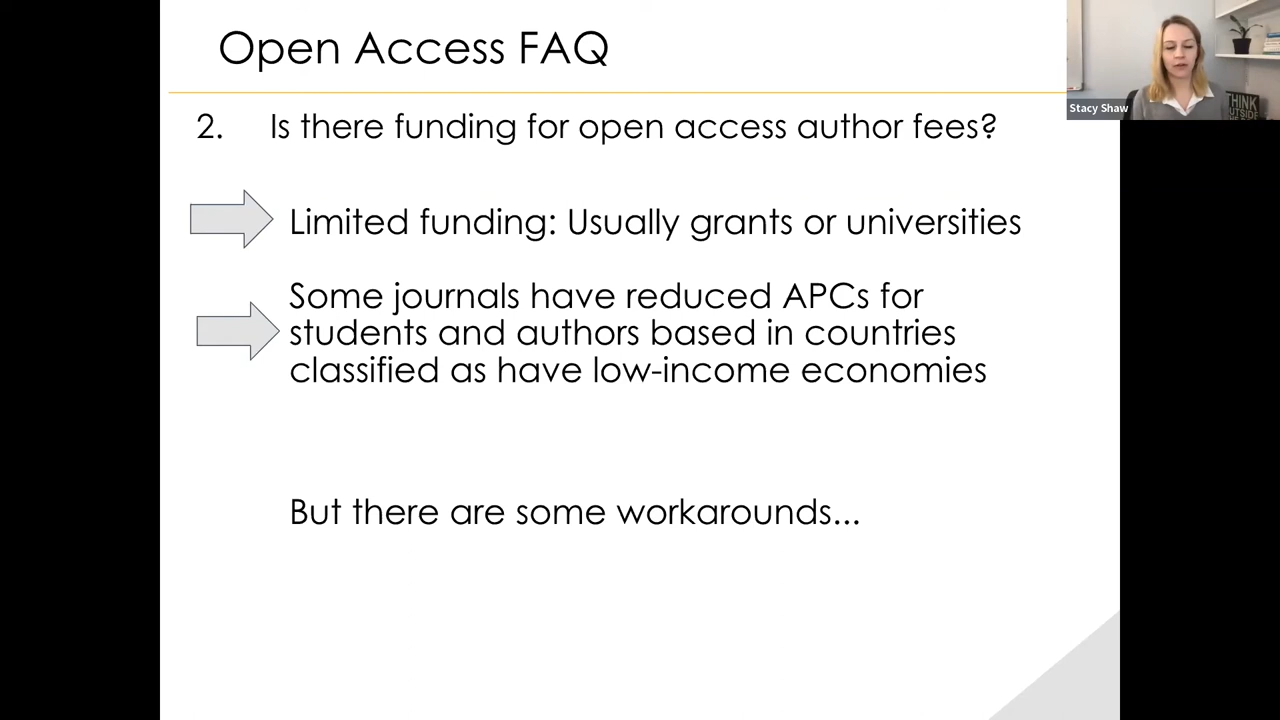 Open Access FAQ
Stacy Shaw
THINK
OUTSIDE
2. Is there funding for open access author fees?
Limited funding: Usually grants or universities
Some journals have reduced APCs for
students and authors based in countries
classified as have low-income economies
But there are some workarounds...